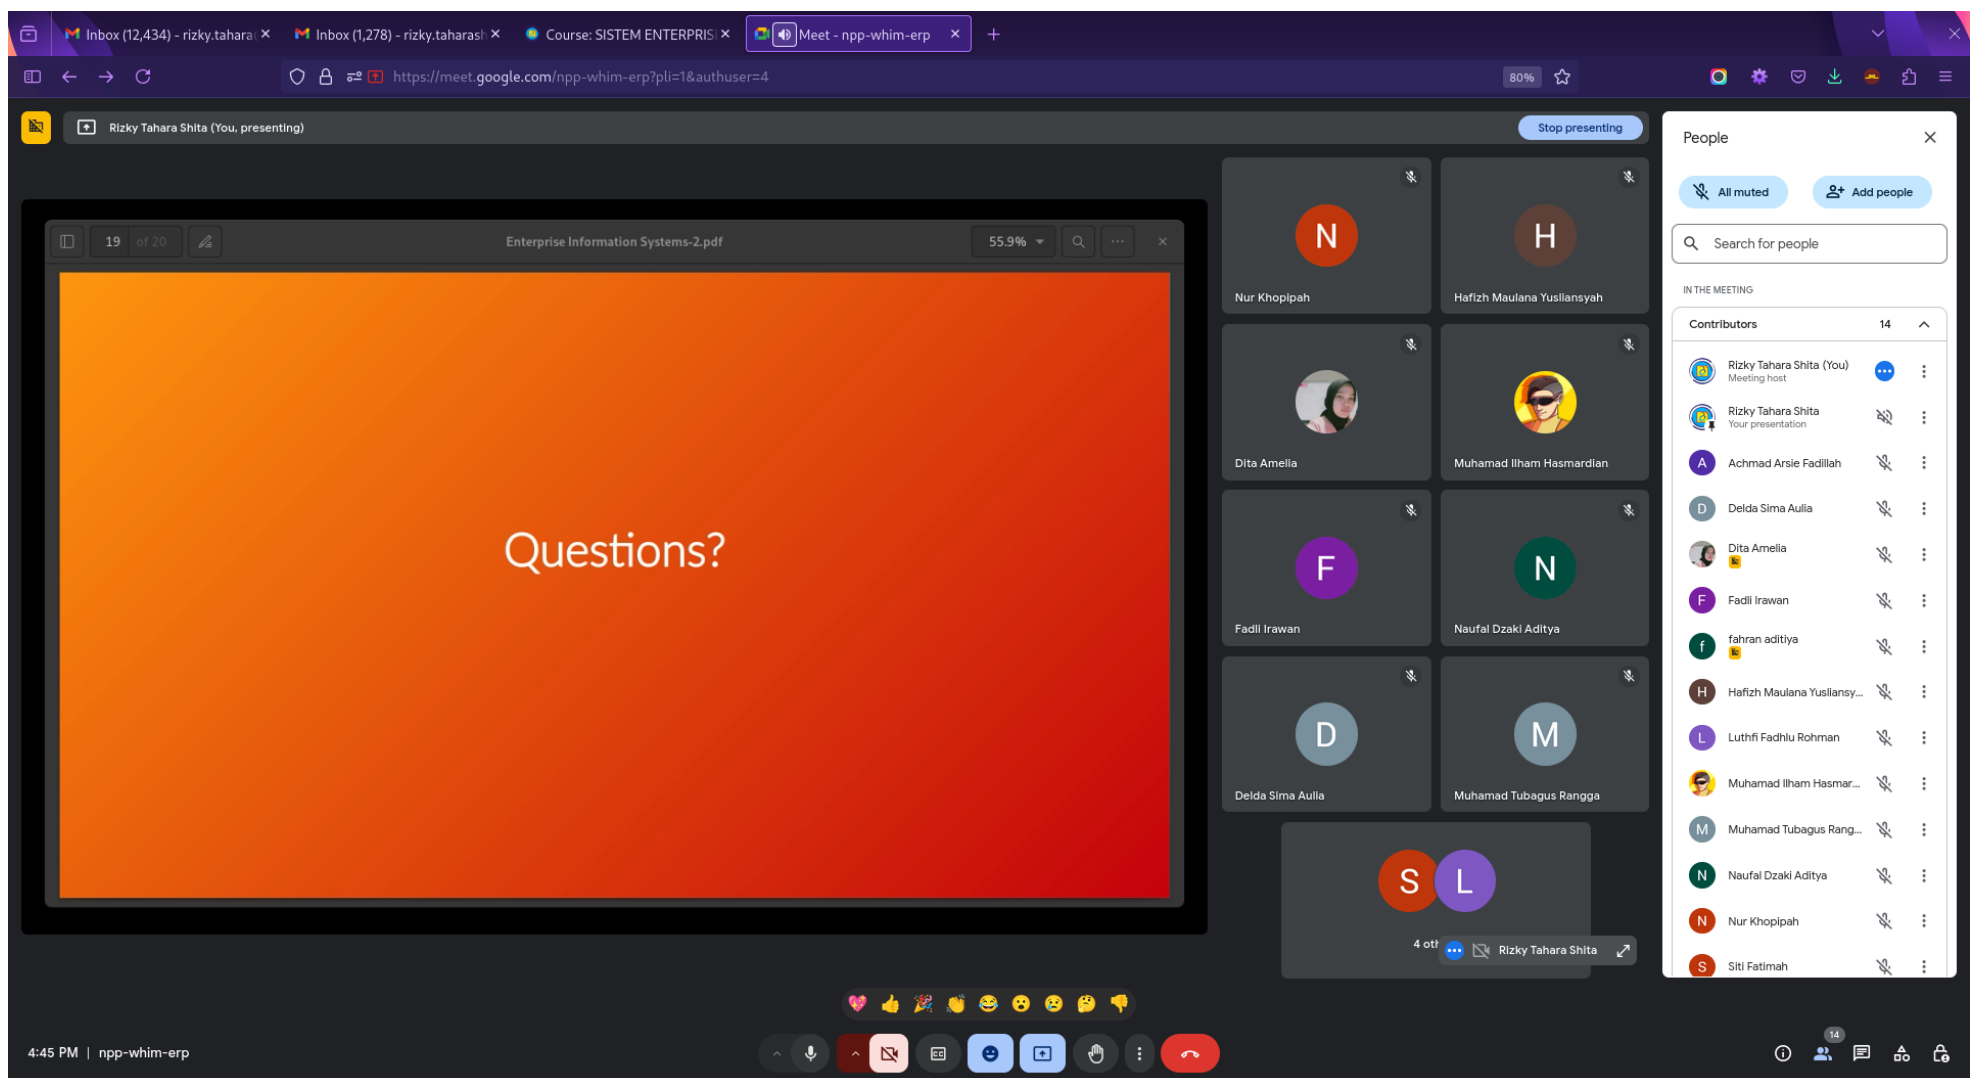 Inbox (12,434) - rizky.tahara
Inbox (1,278) - rizky.tarahash
Course: SISTEM ENTERPRIS
Meet - npp-whim-erp
https://meet.google.com/npp-whim-erp?pli=1&authuser=4
80%
Rizky Tahara Shita (You, presenting)
Stop presenting
19 of 20
Enterprise Information Systems-2.pdf
55.9%
Questions?
N
Nur Khopipah
H
Hafizh Maulana Yusliansyah
Dita Amelia
Muhamad Ilham Hasmardian
F
Fadli Irawan
N
Naufal Dzaki Aditya
D
Delda Sima Aulia
M
Muhamad Tubagus Rangga
S L
4 oth
Rizky Tahara Shita
People
All muted
Add people
Search for people
IN THE MEETING
Contributors 14
Rizky Tahara Shita (You)
Meeting host
Rizky Tahara Shita
Your presentation
A Achmad Arsie Fadillah
D Delda Sima Aulia
Dita Amelia
F Fadli Irawan
f fahran aditiya
H Hafizh Maulana Yusliansy...
L Luthfi Fadhlu Rohman
Muhamad Ilham Hasmar...
M Muhamad Tubagus Rang...
N Naufal Dzaki Aditya
N Nur Khopipah
S Siti Fatimah
4:45 PM | npp-whim-erp
CC
14